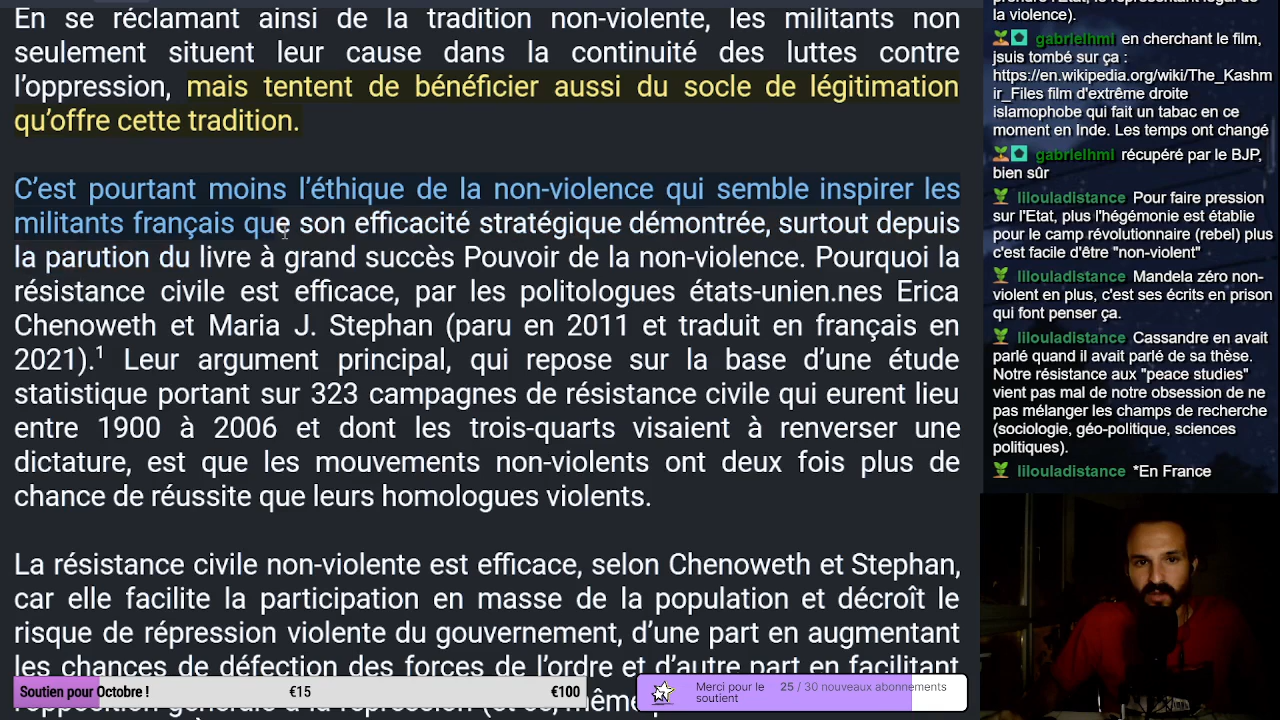 En se réclamant ainsi de la tradition non-violente, les militants non
seulement situent leur cause dans la continuité des luttes contre
l'oppression, mais tentent de bénéficier aussi du socle de légitimation
qu'offre cette tradition.
C'est pourtant moins l'éthique de la non-violence qui semble inspirer les
militants français que son efficacité stratégique démontrée, surtout depuis
la parution du livre à grand succès Pouvoir de la non-violence. Pourquoi la
résistance civile est efficace, par les politologues états-unien.nes Erica
Chenoweth et Maria J. Stephan (paru en 2011 et traduit en français en
2021).¹ Leur argument principal, qui repose sur la base d'une étude
statistique portant sur 323 campagnes de résistance civile qui eurent lieu
entre 1900 à 2006 et dont les trois-quarts visaient à renverser une
dictature, est que les mouvements non-violents ont deux fois plus de
chance de réussite que leurs homologues violents.
La résistance civile non-violente est efficace, selon Chenoweth et Stephan,
car elle facilite la participation en masse de la population et décroît le
risque de répression violente du gouvernement, d'une part en augmentant
les chances de défection des forces de l'ordre et d'autre part en facilitant
Soutien pour Octobre !
€15
€100
Merci pour le
soutien
25 / 30 nouveaux abonnements
la violence).
gabrielhmi en cherchant le film,
jsuis tombé sur ça :
https://en.wikipedia.org/wiki/The_Kashm
ir_Files film d'extrême droite
islamophobe qui fait un tabac en ce
moment en Inde. Les temps ont changé
gabrielhmi récupéré par le BJP,
bien sûr
lilouladistance Pour faire pression
sur l'Etat, plus l'hégémonie est établie
pour le camp révolutionnaire (rebel) plus
c'est facile d'être "non-violent"
lilouladistance Mandela zéro non-
violent en plus, c'est ses écrits en prison
qui font penser ça.
lilouladistance Cassandre en avait
parlé quand il avait parlé de sa thèse.
Notre résistance aux "peace studies"
vient pas mal de notre obsession de ne
pas mélanger les champs de recherche
(sociologie, géo-politique, sciences
politiques).
lilouladistance *En France